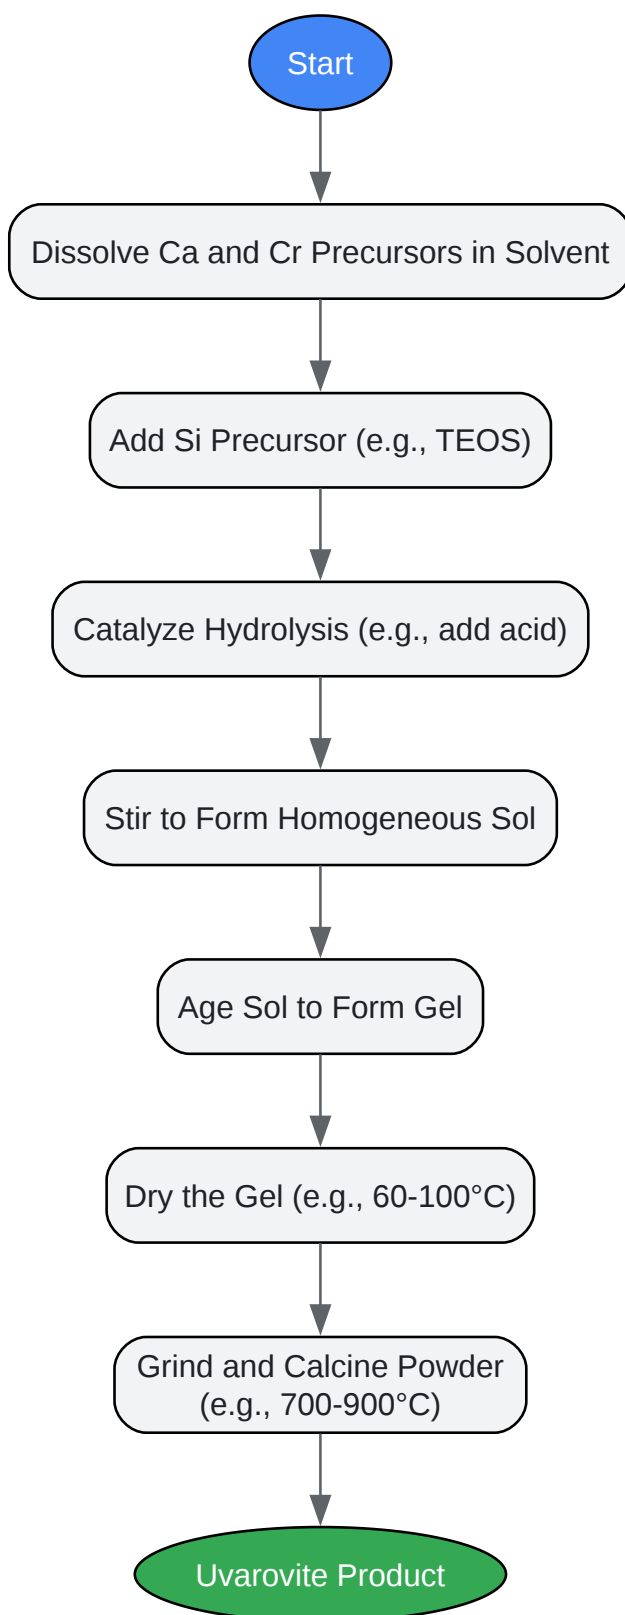 Start
Dissolve Ca and Cr Precursors in Solvent
Add Si Precursor (e.g., TEOS)
Catalyze Hydrolysis (e.g., add acid)
Stir to Form Homogeneous Sol
Age Sol to Form Gel
Dry the Gel (e.g., 60-100°C)
Grind and Calcine Powder
(e.g., 700-900°C)
Uvarovite Product